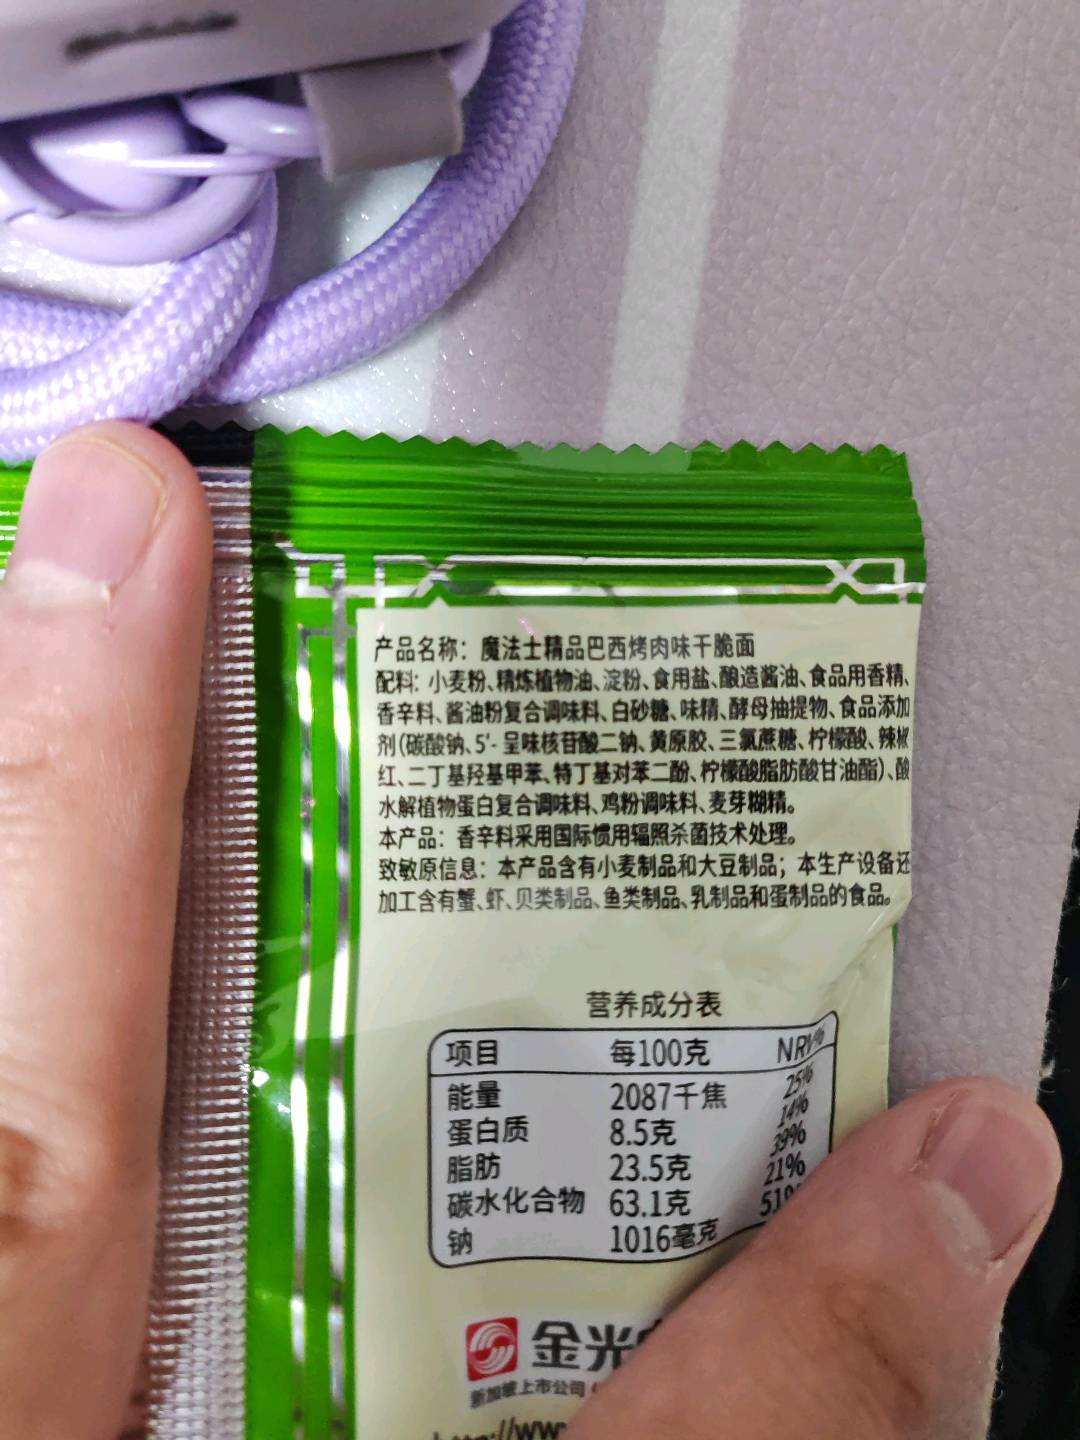 产品名称：魔法士精品巴西烤肉味干脆面
配料：小麦粉、精炼植物油、淀粉、食用盐、酿造酱油、食品用香精、
香辛料、酱油粉复合调味料、白砂糖、味精、酵母抽提物、食品添加
剂（碳酸钠、5'-呈味核苷酸二钠、黄原胶、三氯蔗糖、柠檬酸、辣椒
红、二丁基羟基甲苯、特丁基对苯二酚、柠檬酸脂肪酸甘油酯）、酸
水解植物蛋白复合调味料、鸡粉调味料、麦芽糊精。
本产品：香辛料采用国际惯用辐照杀菌技术处理。
致敏原信息：本产品含有小麦制品和大豆制品；本生产设备还
加工含有蟹、虾、贝类制品、鱼类制品、乳制品和蛋制品的食品。
营养成分表
项目 每100克 NRV%
能量 2087千焦 25%
蛋白质 8.5克 14%
脂肪 23.5克 39%
碳水化合物 63.1克 21%
钠 1016毫克 51%
金光
新加坡上市公司
http://www